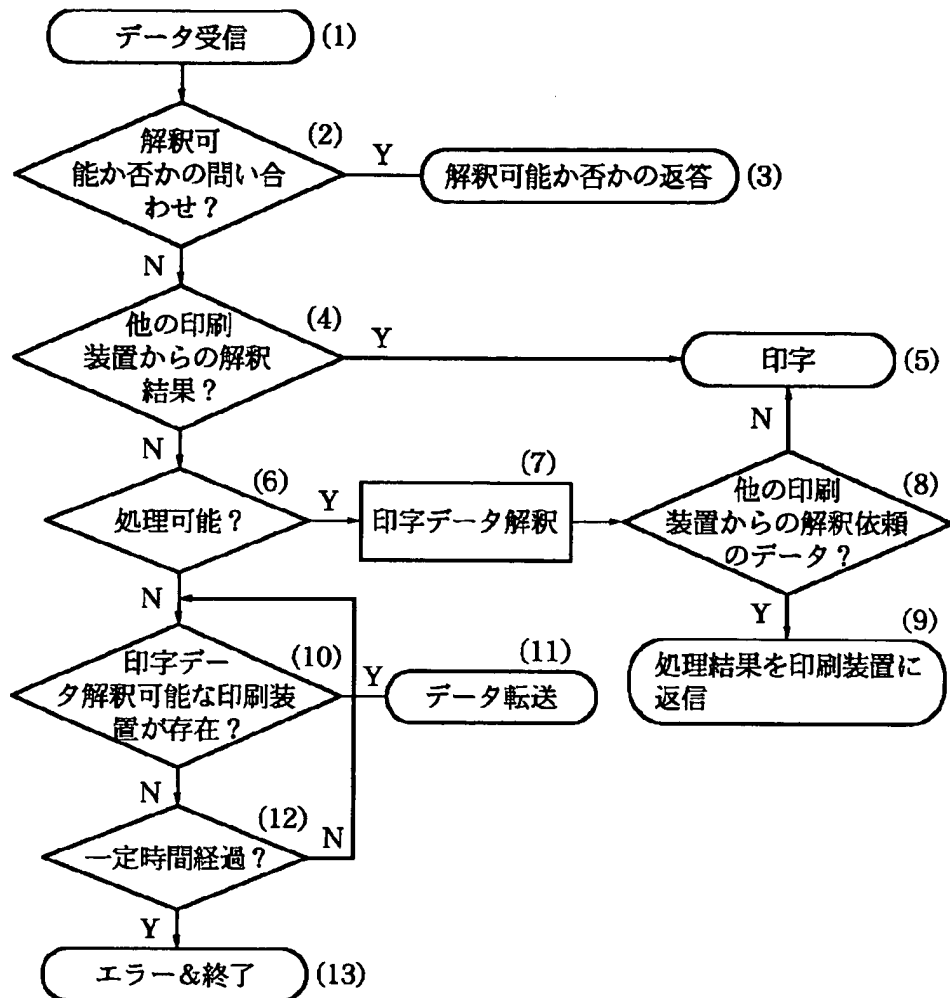 データ受信 (1)
(2)
解釈可
能か否かの問い合
わせ？
Y
解釈可能か否かの返答 (3)
N
(4)
他の印刷
装置からの解釈
結果？
Y
印字 (5)
N
N
(6)
処理可能？
Y
(7)
印字データ解釈
(8)
他の印刷
装置からの解釈依頼
のデータ？
Y
(9)
処理結果を印刷装置に
返信
N
(10)
印字デー
タ解釈可能な印刷装
置が存在？
Y
(11)
データ転送
N
(12)
一定時間経過？
N
Y
エラー＆終了 (13)